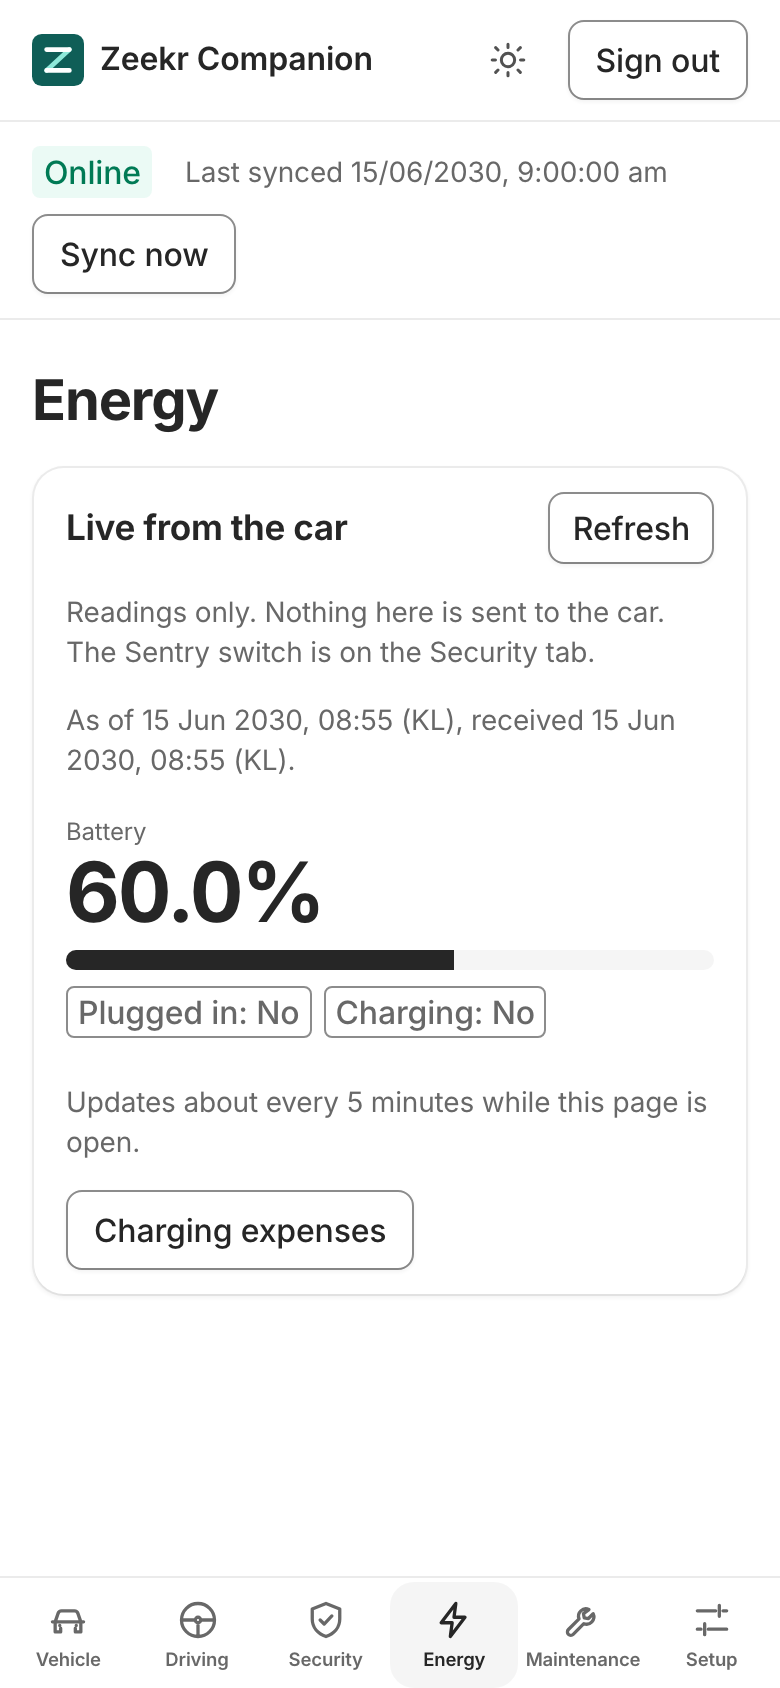 Zeekr Companion
Sign out
Online
Last synced 15/06/2030, 9:00:00 am
Sync now
Energy
Live from the car
Refresh
Readings only. Nothing here is sent to the car.
The Sentry switch is on the Security tab.
As of 15 Jun 2030, 08:55 (KL), received 15 Jun
2030, 08:55 (KL).
Battery
60.0%
Plugged in: No
Charging: No
Updates about every 5 minutes while this page is
open.
Charging expenses
Vehicle
Driving
Security
Energy
Maintenance
Setup